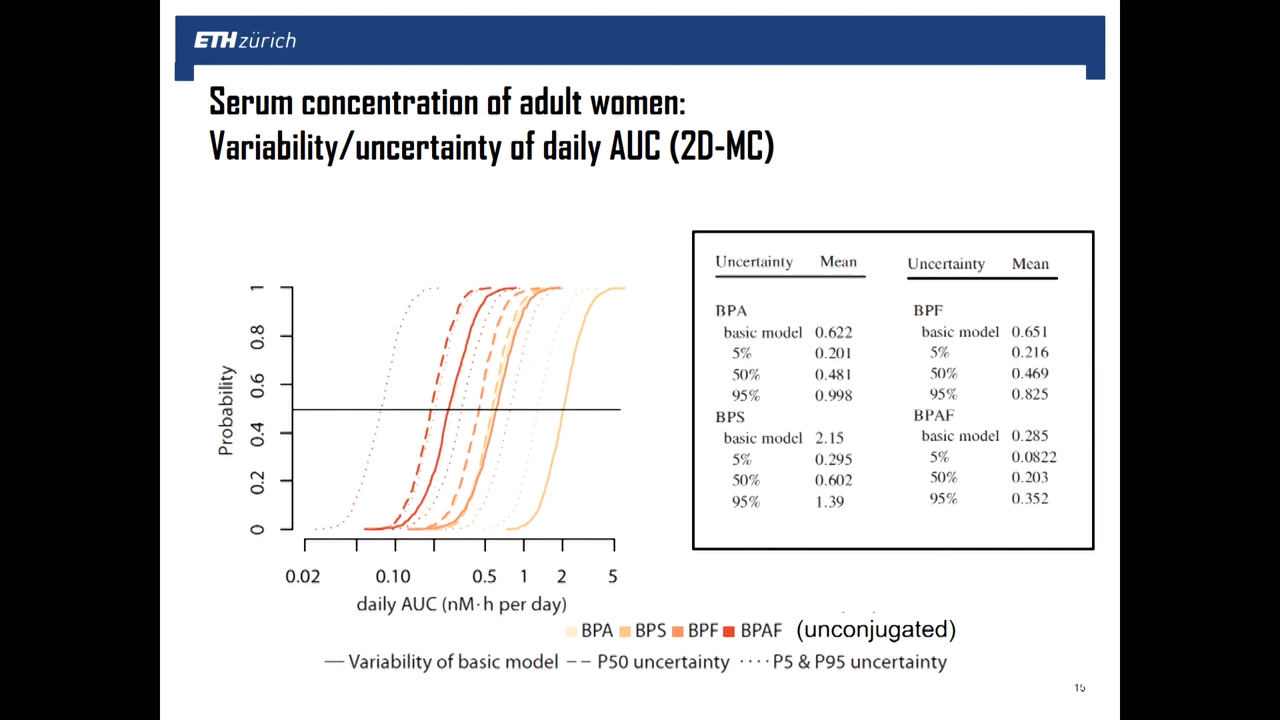 ETH zürich
Serum concentration of adult women:
Variability/uncertainty of daily AUC (2D-MC)
Probability
1
0.8
0.6
0.4
0.2
0
0.02 0.10 0.5 1 2 5
daily AUC (nM·h per day)
Uncertainty Mean
BPA
basic model 0.622
5% 0.201
50% 0.481
95% 0.998
BPS
basic model 2.15
5% 0.295
50% 0.602
95% 1.39
Uncertainty Mean
BPF
basic model 0.651
5% 0.216
50% 0.469
95% 0.825
BPAF
basic model 0.285
5% 0.0822
50% 0.203
95% 0.352
BPA BPS BPF BPAF (unconjugated)
Variability of basic model P50 uncertainty P5 & P95 uncertainty
15